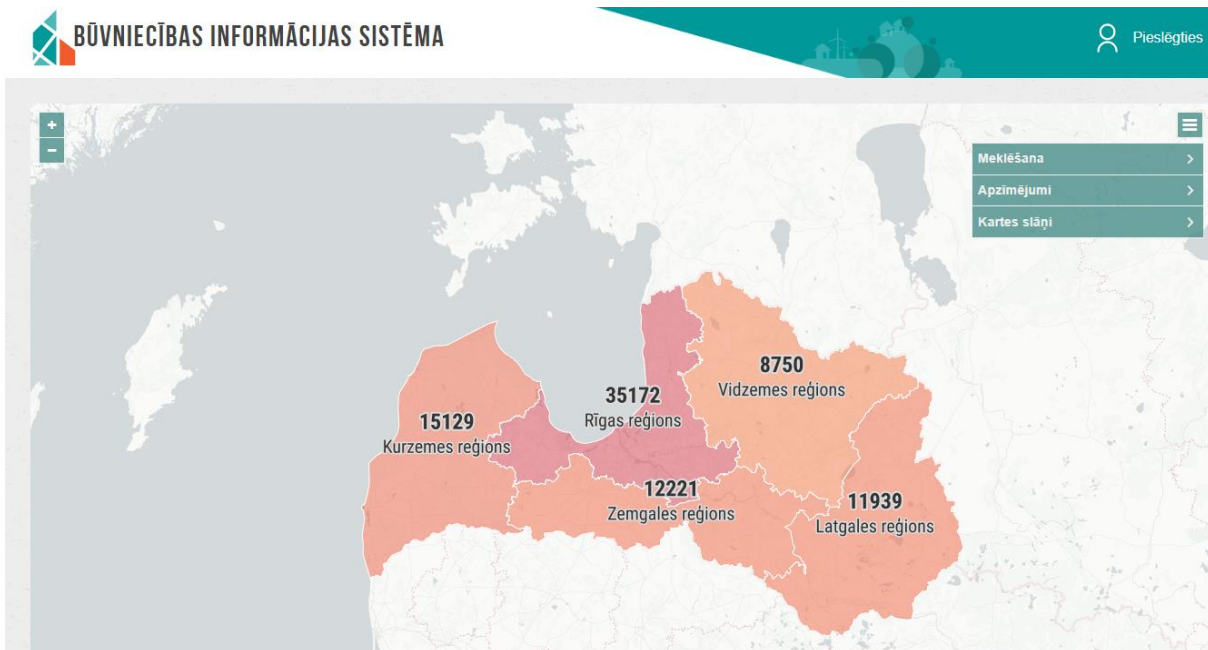 BŪVNIECĪBAS INFORMĀCIJAS SISTĒMA
Pieslēgties
+
−
Meklēšana
Apzīmējumi
Kartes slāņi
8750
Vidzemes reģions
35172
Rīgas reģions
15129
Kurzemes reģions
12221
Zemgales reģions
11939
Latgales reģions